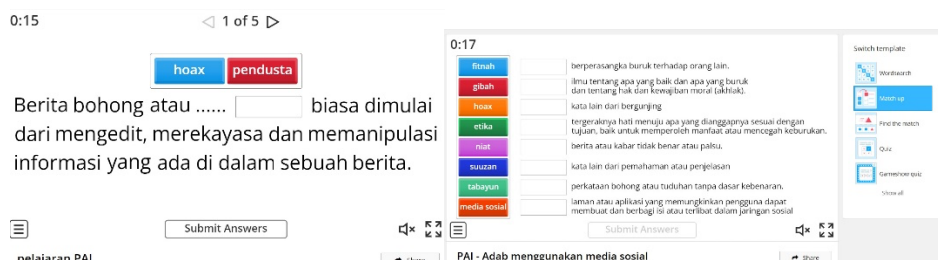 0:15
1 of 5
hoax
pendusta
Berita bohong atau ...... biasa dimulai
dari mengedit, merekayasa dan memanipulasi
informasi yang ada di dalam sebuah berita.
Submit Answers
pelajaran PAI
Share
0:17
fitnah
berperasangka buruk terhadap orang lain.
gibah
ilmu tentang apa yang baik dan apa yang buruk
dan tentang hak dan kewajiban moral (akhlak).
hoax
kata lain dari bergunjing
etika
tergeraknya hati menuju apa yang dianggapnya sesuai dengan
tujuan, baik untuk memperoleh manfaat atau mencegah keburukan.
niat
berita atau kabar tidak benar atau palsu.
suuzan
kata lain dari pemahaman atau penjelasan
tabayun
perkataan bohong atau tuduhan tanpa dasar kebenaran.
media sosial
laman atau aplikasi yang memungkinkan pengguna dapat
membuat dan berbagi isi atau terlibat dalam jaringan sosial
Submit Answers
PAI - Adab menggunakan media sosial
Share
Switch template
Wordsearch
Match up
Find the match
Quiz
Gameshow quiz
Show all